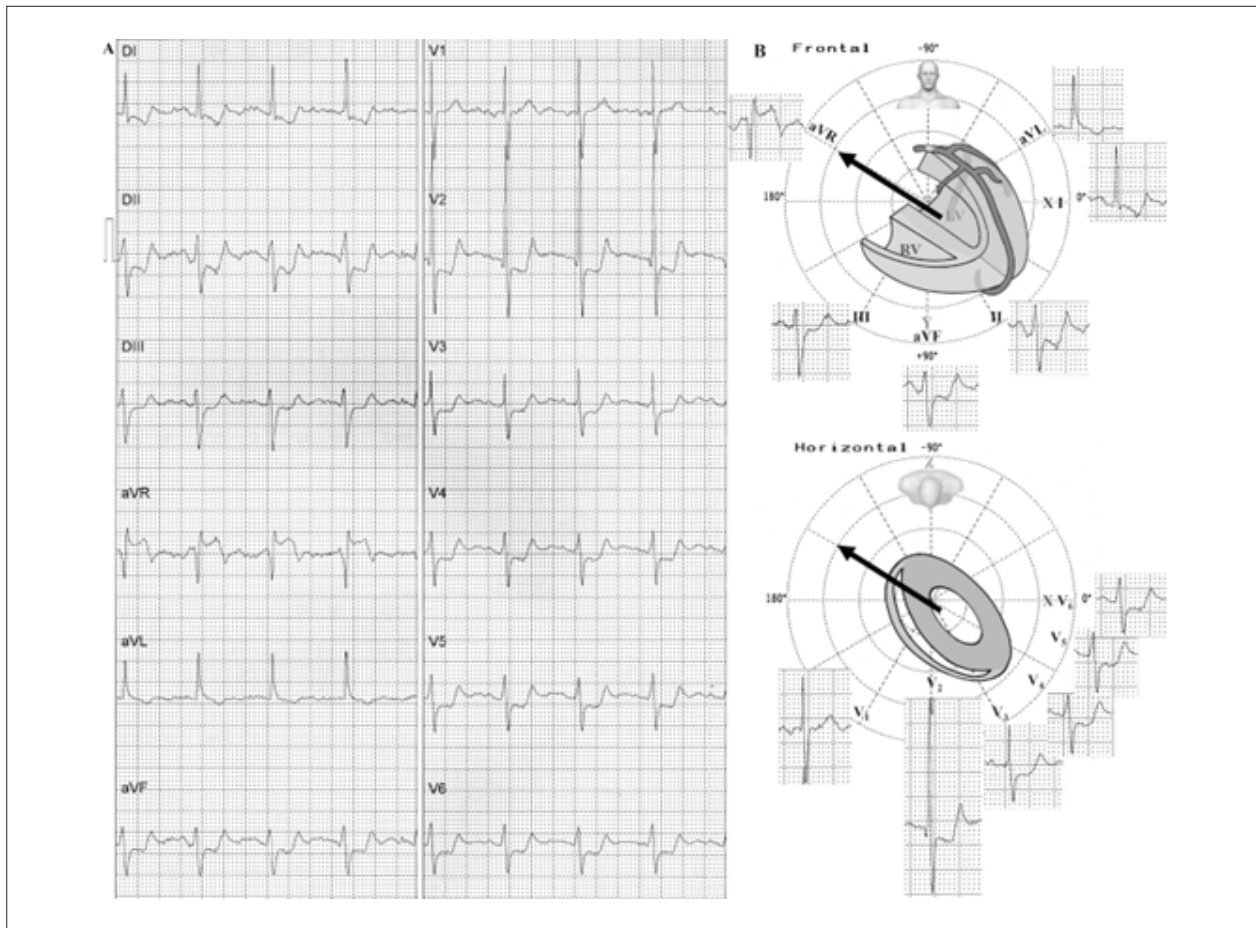 A
DI
V1
DII
V2
DIII
V3
aVR
V4
aVL
V5
aVF
V6
B Frontal -90°
aVR
aVL
180°
LV
X I 0°
RV
III
Y
II
aVF
+90°
Horizontal -90°
180°
X V6 0°
V5
V4
V2
V1
V3